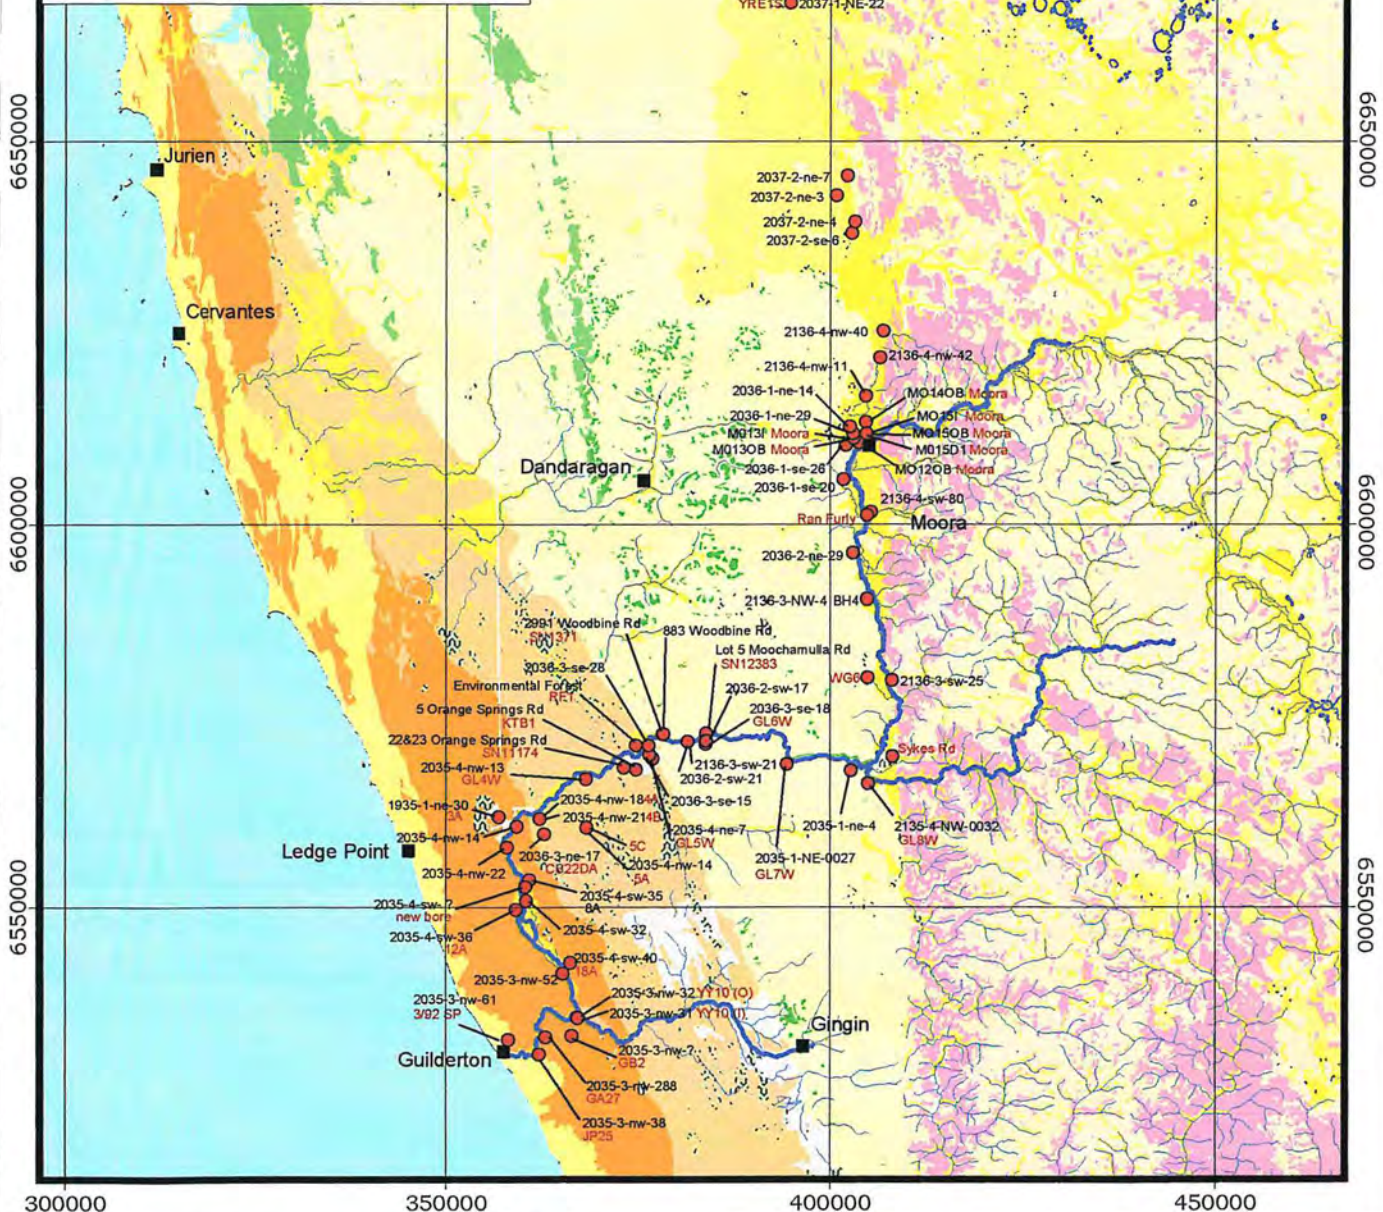 YRE1S 2037-1-NE-22
6650000
6650000
Jurien
2037-2-ne-7
2037-2-ne-3
2037-2-ne-4
2037-2-se-6
Cervantes
2136-4-nw-40
2136-4-nw-42
2136-4-nw-11
2036-1-ne-14
MO14OB Moora
2036-1-ne-29
MO15I Moora
M013I Moora
MO15OB Moora
M013OB Moora
M015D1 Moora
Dandaragan
2036-1-se-26
MO12OB Moora
2036-1-se-20
2136-4-sw-80
Ran Furly
Moora
6600000
6600000
2036-2-ne-29
2136-3-NW-4 BH4
2991 Woodbine Rd
SN1371
883 Woodbine Rd
Lot 5 Moochamulla Rd
SN12383
2036-3-se-28
WG6
2136-3-sw-25
Environmental Forest
RF1
2036-2-sw-17
5 Orange Springs Rd
KTB1
2036-3-se-18
GL6W
22&23 Orange Springs Rd
SN11174
Sykes Rd
2035-4-nw-13
GL4W
2136-3-sw-21
2036-2-sw-21
1935-1-ne-30
3A
2035-4-nw-18 4A
2036-3-se-15
2035-4-nw-21 4B
2035-4-nw-14
2035-4-ne-7
GL5W
2035-1-ne-4
2135-4-NW-0032
GL8W
Ledge Point
5C
2036-3-ne-17
CB22DA
2035-4-nw-14
5A
2035-1-NE-0027
GL7W
2035-4-nw-22
2035-4-sw-?
new bore
2035-4-sw-35
8A
6550000
6550000
2035-4-sw-36
12A
2035-4-sw-32
2035-4-sw-40
18A
2035-3-nw-52
2035-3-nw-61
3/92 SP
2035-3-nw-32 YY10 (O)
2035-3-nw-31 YY10 (I)
Gingin
Guilderton
2035-3-nw-?
GB2
2035-3-nw-288
GA27
2035-3-nw-38
JP25
300000
350000
400000
450000